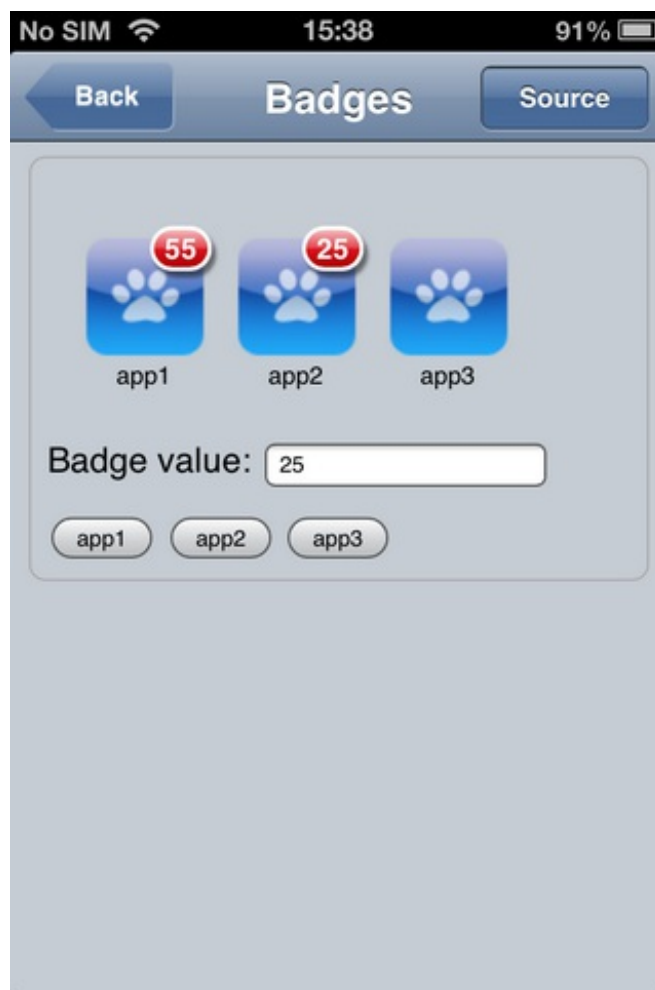 No SIM 15:38 91%
Back Badges Source
55 25
app1 app2 app3
Badge value: 25
app1 app2 app3